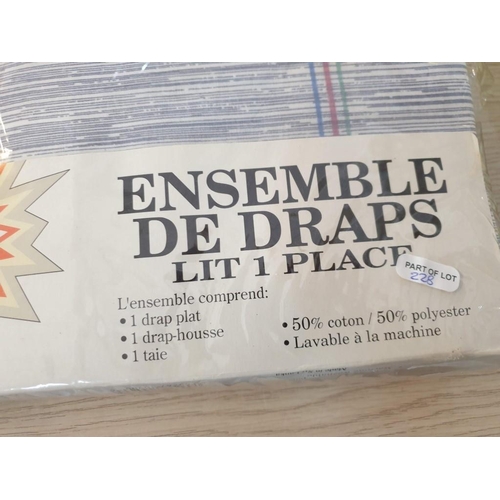 ENSEMBLE
DE DRAPS
LIT 1 PLACE
PART OF LOT
228
L'ensemble comprend:
• 1 drap plat
• 1 drap-housse
• 1 taie
• 50% coton / 50% polyester
• Lavable à la machine